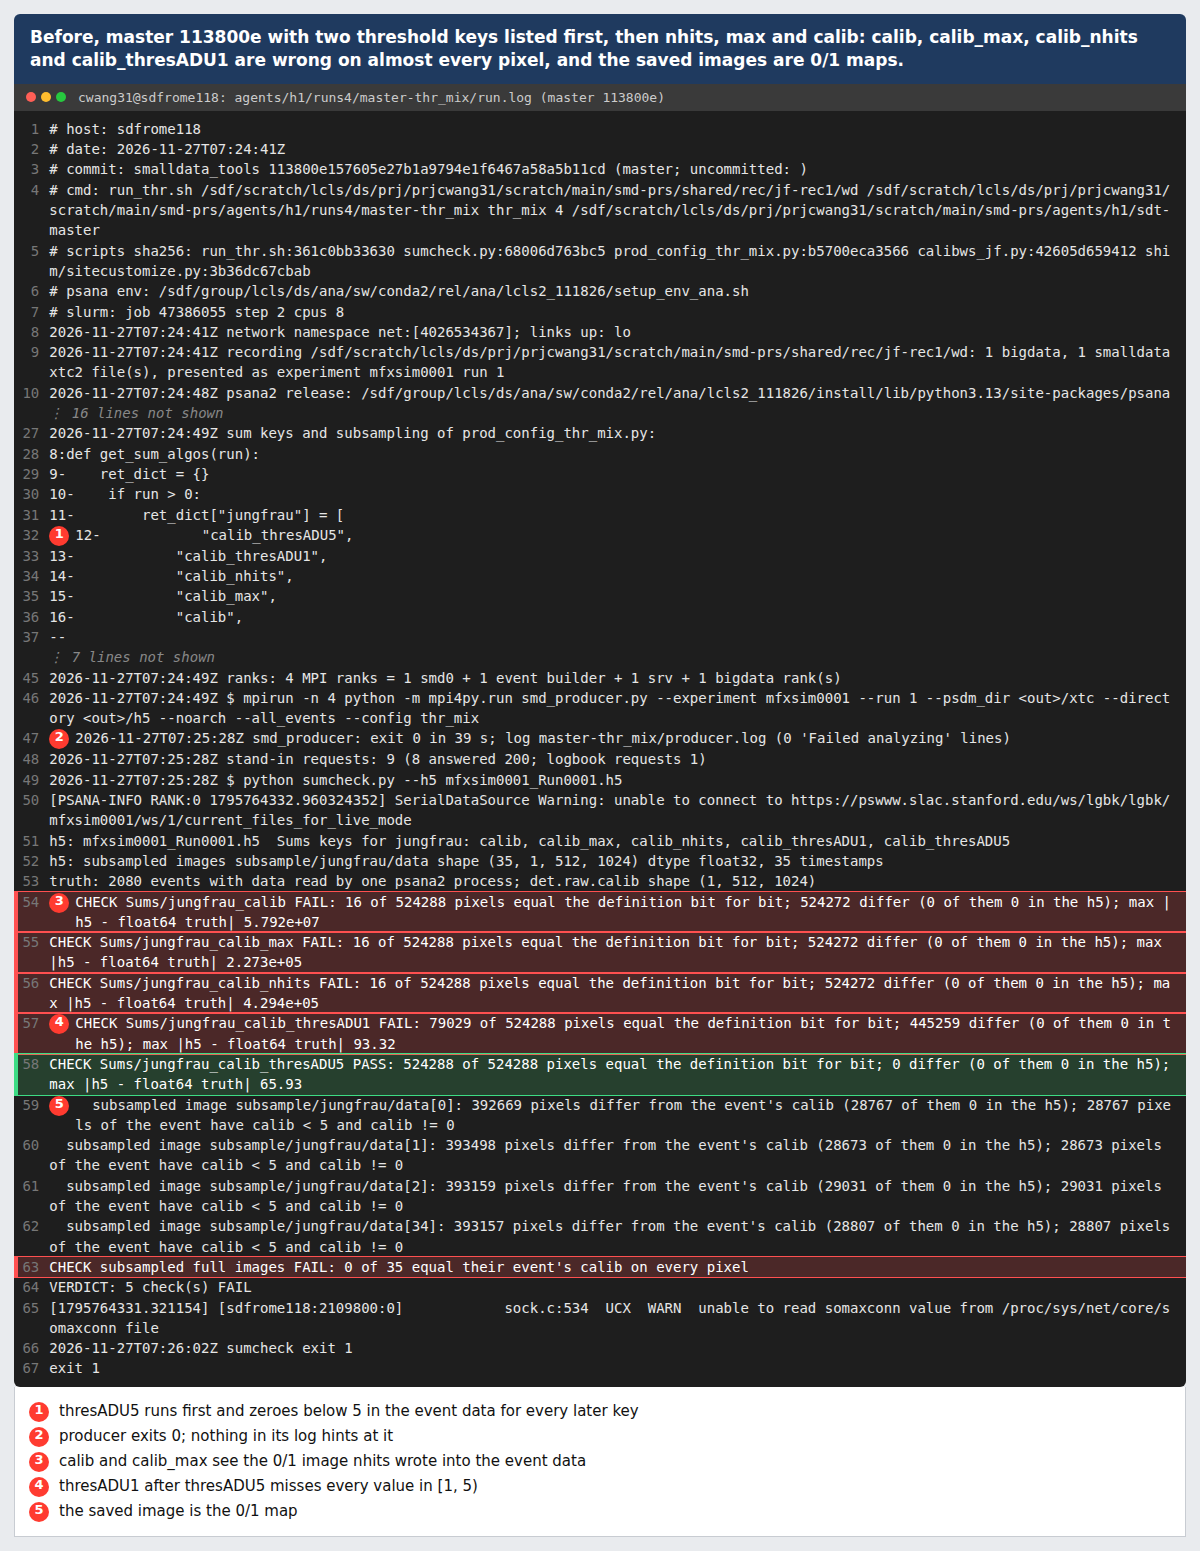 Before, master 113800e with two threshold keys listed first, then nhits, max and calib: calib, calib_max, calib_nhits
and calib_thresADU1 are wrong on almost every pixel, and the saved images are 0/1 maps.
cwang31@sdfrome118: agents/h1/runs4/master-thr_mix/run.log (master 113800e)
1 # host: sdfrome118
2 # date: 2026-11-27T07:24:41Z
3 # commit: smalldata_tools 113800e157605e27b1a9794e1f6467a58a5b11cd (master; uncommitted: )
4 # cmd: run_thr.sh /sdf/scratch/lcls/ds/prj/prjcwang31/scratch/main/smd-prs/shared/rec/jf-rec1/wd /sdf/scratch/lcls/ds/prj/prjcwang31/
scratch/main/smd-prs/agents/h1/runs4/master-thr_mix thr_mix 4 /sdf/scratch/lcls/ds/prj/prjcwang31/scratch/main/smd-prs/agents/h1/sdt-
master
5 # scripts sha256: run_thr.sh:361c0bb33630 sumcheck.py:68006d763bc5 prod_config_thr_mix.py:b5700eca3566 calibws_jf.py:42605d659412 shi
m/sitecustomize.py:3b36dc67cbab
6 # psana env: /sdf/group/lcls/ds/ana/sw/conda2/rel/ana/lcls2_111826/setup_env_ana.sh
7 # slurm: job 47386055 step 2 cpus 8
8 2026-11-27T07:24:41Z network namespace net:[4026534367]; links up: lo
9 2026-11-27T07:24:41Z recording /sdf/scratch/lcls/ds/prj/prjcwang31/scratch/main/smd-prs/shared/rec/jf-rec1/wd: 1 bigdata, 1 smalldata
xtc2 file(s), presented as experiment mfxsim0001 run 1
10 2026-11-27T07:24:48Z psana2 release: /sdf/group/lcls/ds/ana/sw/conda2/rel/ana/lcls2_111826/install/lib/python3.13/site-packages/psana
⋮ 16 lines not shown
27 2026-11-27T07:24:49Z sum keys and subsampling of prod_config_thr_mix.py:
28 8:def get_sum_algos(run):
29 9-    ret_dict = {}
30 10-    if run > 0:
31 11-        ret_dict["jungfrau"] = [
32 1 12-            "calib_thresADU5",
33 13-            "calib_thresADU1",
34 14-            "calib_nhits",
35 15-            "calib_max",
36 16-            "calib",
37 --
⋮ 7 lines not shown
45 2026-11-27T07:24:49Z ranks: 4 MPI ranks = 1 smd0 + 1 event builder + 1 srv + 1 bigdata rank(s)
46 2026-11-27T07:24:49Z $ mpirun -n 4 python -m mpi4py.run smd_producer.py --experiment mfxsim0001 --run 1 --psdm_dir <out>/xtc --direct
ory <out>/h5 --noarch --all_events --config thr_mix
47 2 2026-11-27T07:25:28Z smd_producer: exit 0 in 39 s; log master-thr_mix/producer.log (0 'Failed analyzing' lines)
48 2026-11-27T07:25:28Z stand-in requests: 9 (8 answered 200; logbook requests 1)
49 2026-11-27T07:25:28Z $ python sumcheck.py --h5 mfxsim0001_Run0001.h5
50 [PSANA-INFO RANK:0 1795764332.960324352] SerialDataSource Warning: unable to connect to https://pswww.slac.stanford.edu/ws/lgbk/lgbk/
mfxsim0001/ws/1/current_files_for_live_mode
51 h5: mfxsim0001_Run0001.h5  Sums keys for jungfrau: calib, calib_max, calib_nhits, calib_thresADU1, calib_thresADU5
52 h5: subsampled images subsample/jungfrau/data shape (35, 1, 512, 1024) dtype float32, 35 timestamps
53 truth: 2080 events with data read by one psana2 process; det.raw.calib shape (1, 512, 1024)
54 3 CHECK Sums/jungfrau_calib FAIL: 16 of 524288 pixels equal the definition bit for bit; 524272 differ (0 of them 0 in the h5); max |
h5 - float64 truth| 5.792e+07
55 CHECK Sums/jungfrau_calib_max FAIL: 16 of 524288 pixels equal the definition bit for bit; 524272 differ (0 of them 0 in the h5); max
|h5 - float64 truth| 2.273e+05
56 CHECK Sums/jungfrau_calib_nhits FAIL: 16 of 524288 pixels equal the definition bit for bit; 524272 differ (0 of them 0 in the h5); ma
x |h5 - float64 truth| 4.294e+05
57 4 CHECK Sums/jungfrau_calib_thresADU1 FAIL: 79029 of 524288 pixels equal the definition bit for bit; 445259 differ (0 of them 0 in t
he h5); max |h5 - float64 truth| 93.32
58 CHECK Sums/jungfrau_calib_thresADU5 PASS: 524288 of 524288 pixels equal the definition bit for bit; 0 differ (0 of them 0 in the h5);
max |h5 - float64 truth| 65.93
59 5   subsampled image subsample/jungfrau/data[0]: 392669 pixels differ from the event's calib (28767 of them 0 in the h5); 28767 pixe
ls of the event have calib < 5 and calib != 0
60   subsampled image subsample/jungfrau/data[1]: 393498 pixels differ from the event's calib (28673 of them 0 in the h5); 28673 pixels
of the event have calib < 5 and calib != 0
61   subsampled image subsample/jungfrau/data[2]: 393159 pixels differ from the event's calib (29031 of them 0 in the h5); 29031 pixels
of the event have calib < 5 and calib != 0
62   subsampled image subsample/jungfrau/data[34]: 393157 pixels differ from the event's calib (28807 of them 0 in the h5); 28807 pixels
of the event have calib < 5 and calib != 0
63 CHECK subsampled full images FAIL: 0 of 35 equal their event's calib on every pixel
64 VERDICT: 5 check(s) FAIL
65 [1795764331.321154] [sdfrome118:2109800:0]            sock.c:534  UCX  WARN  unable to read somaxconn value from /proc/sys/net/core/s
omaxconn file
66 2026-11-27T07:26:02Z sumcheck exit 1
67 exit 1
1 thresADU5 runs first and zeroes below 5 in the event data for every later key
2 producer exits 0; nothing in its log hints at it
3 calib and calib_max see the 0/1 image nhits wrote into the event data
4 thresADU1 after thresADU5 misses every value in [1, 5)
5 the saved image is the 0/1 map